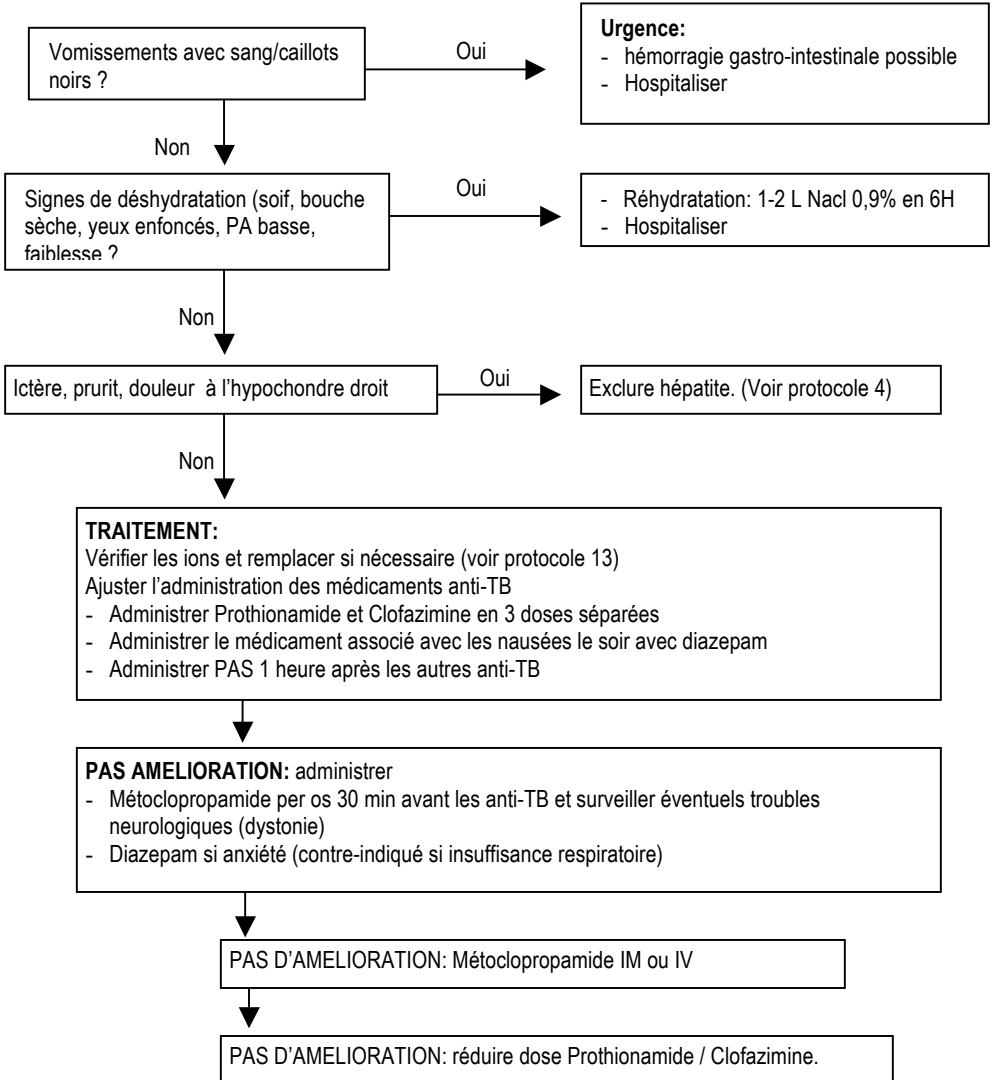 Vomissements avec sang/caillots
noirs ?
Oui
Urgence:
- hémorragie gastro-intestinale possible
- Hospitaliser
Non
Signes de déshydratation (soif, bouche
sèche, yeux enfoncés, PA basse,
faiblesse ?
Oui
- Réhydratation: 1-2 L Nacl 0,9% en 6H
- Hospitaliser
Non
Ictère, prurit, douleur à l'hypochondre droit
Oui
Exclure hépatite. (Voir protocole 4)
Non
TRAITEMENT:
Vérifier les ions et remplacer si nécessaire (voir protocole 13)
Ajuster l'administration des médicaments anti-TB
- Administrer Prothionamide et Clofazimine en 3 doses séparées
- Administrer le médicament associé avec les nausées le soir avec diazepam
- Administrer PAS 1 heure après les autres anti-TB
PAS AMELIORATION: administrer
- Métoclopropamide per os 30 min avant les anti-TB et surveiller éventuels troubles
neurologiques (dystonie)
- Diazepam si anxiété (contre-indiqué si insuffisance respiratoire)
PAS D'AMELIORATION: Métoclopropamide IM ou IV
PAS D'AMELIORATION: réduire dose Prothionamide / Clofazimine.